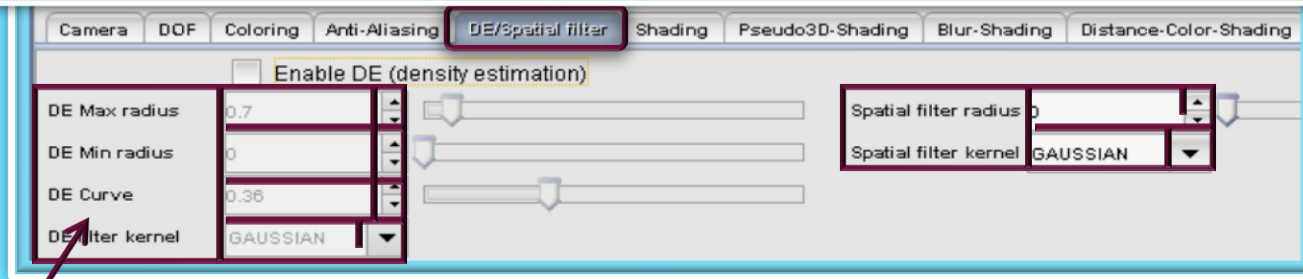 Camera DOF Coloring Anti-Aliasing DE/Spatial filter Shading Pseudo3D-Shading Blur-Shading Distance-Color-Shading
Enable DE (density estimation)
DE Max radius 0.7 Spatial filter radius 0
DE Min radius 0 Spatial filter kernel GAUSSIAN
DE Curve 0.36
DE filter kernel GAUSSIAN